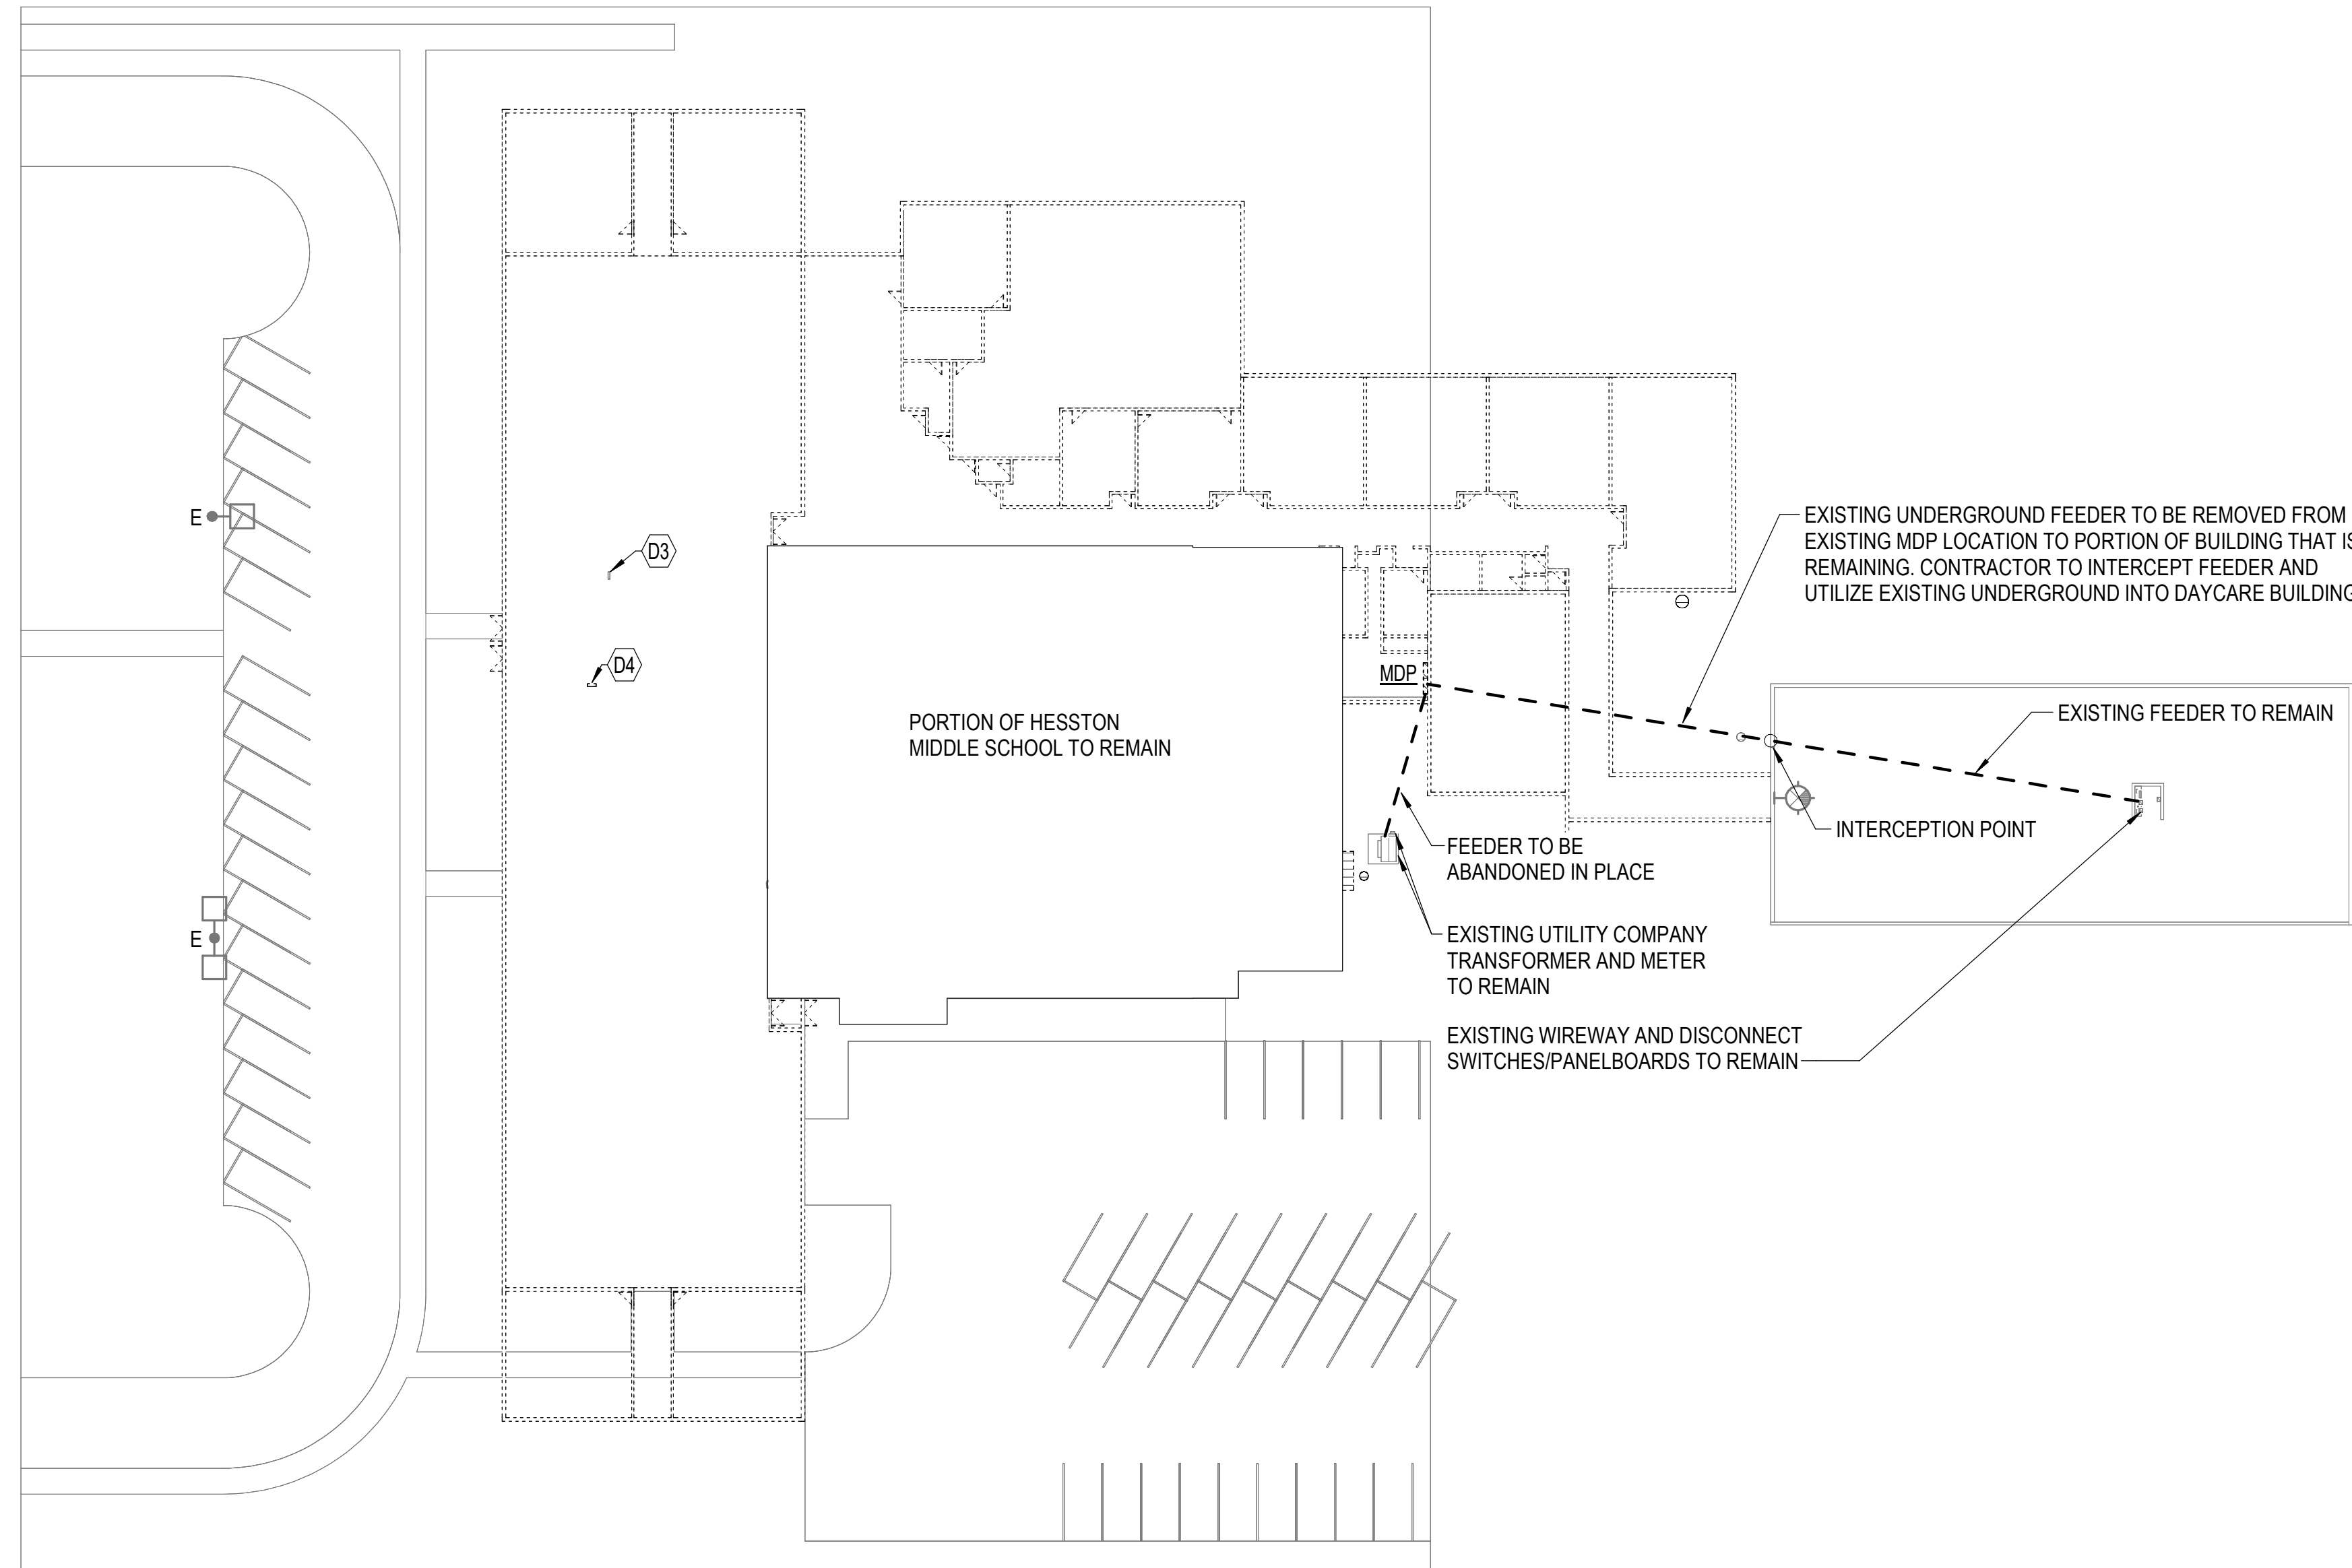 EXISTING UNDERGROUND FEEDER TO BE REMOVED FROM
EXISTING MDP LOCATION TO PORTION OF BUILDING THAT IS
REMAINING. CONTRACTOR TO INTERCEPT FEEDER AND
UTILIZE EXISTING UNDERGROUND INTO DAYCARE BUILDING
E
D3
D4
MDP
PORTION OF HESSTON
MIDDLE SCHOOL TO REMAIN
EXISTING FEEDER TO REMAIN
INTERCEPTION POINT
FEEDER TO BE
ABANDONED IN PLACE
E
EXISTING UTILITY COMPANY
TRANSFORMER AND METER
TO REMAIN
EXISTING WIREWAY AND DISCONNECT
SWITCHES/PANELBOARDS TO REMAIN